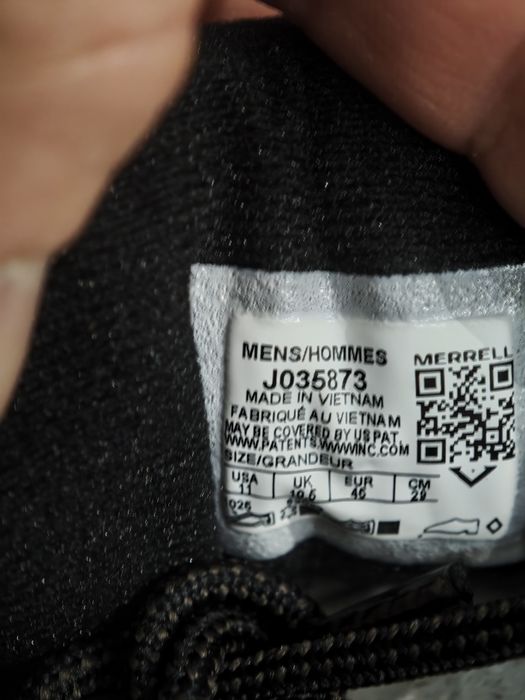 MENS/HOMMES
MERRELL
J035873
MADE IN VIETNAM
FABRIQUÉ AU VIETNAM
MAY BE COVERED BY US PAT.
WWW.PATENTS.WWWINC.COM
SIZE/GRANDEUR
USA UK EUR CM
11 10.5 45 29